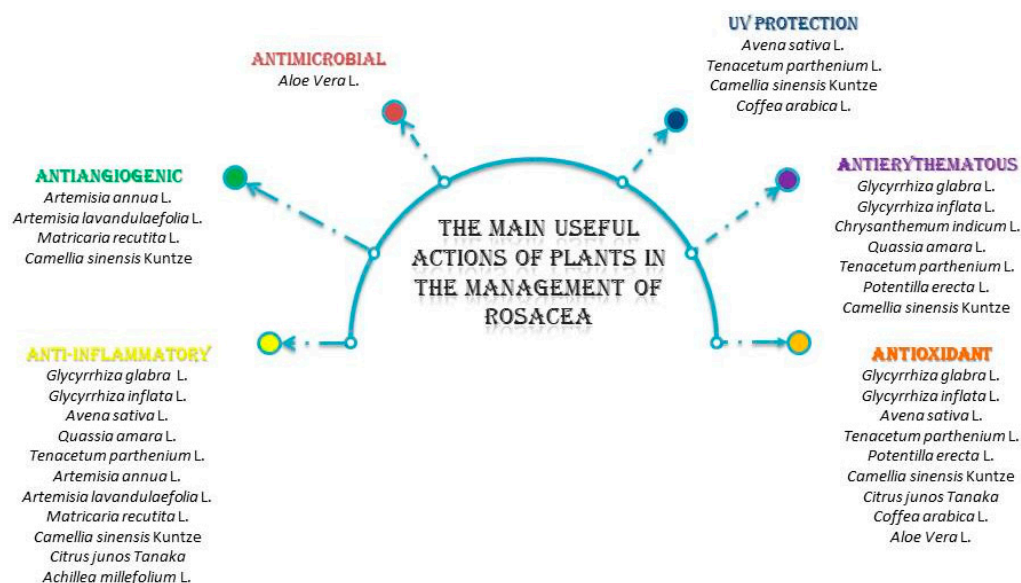 UV PROTECTION
Avena sativa L.
Tenacetum parthenium L.
Camellia sinensis Kuntze
Coffea arabica L.
ANTIMICROBIAL
Aloe Vera L.
ANTIANGIOGENIC
Artemisia annua L.
Artemisia lavandulaefolia L.
Matricaria recutita L.
Camellia sinensis Kuntze
ANTIERYTHEMATOUS
Glycyrrhiza glabra L.
Glycyrrhiza inflata L.
Chrysanthemum indicum L.
Quassia amara L.
Tenacetum parthenium L.
Potentilla erecta L.
Camellia sinensis Kuntze
THE MAIN USEFUL
ACTIONS OF PLANTS IN
THE MANAGEMENT OF
ROSACEA
ANTI-INFLAMMATORY
Glycyrrhiza glabra L.
Glycyrrhiza inflata L.
Avena sativa L.
Quassia amara L.
Tenacetum parthenium L.
Artemisia annua L.
Artemisia lavandulaefolia L.
Matricaria recutita L.
Camellia sinensis Kuntze
Citrus junos Tanaka
Achillea millefolium L.
ANTIOXIDANT
Glycyrrhiza glabra L.
Glycyrrhiza inflata L.
Avena sativa L.
Tenacetum parthenium L.
Potentilla erecta L.
Camellia sinensis Kuntze
Citrus junos Tanaka
Coffea arabica L.
Aloe Vera L.